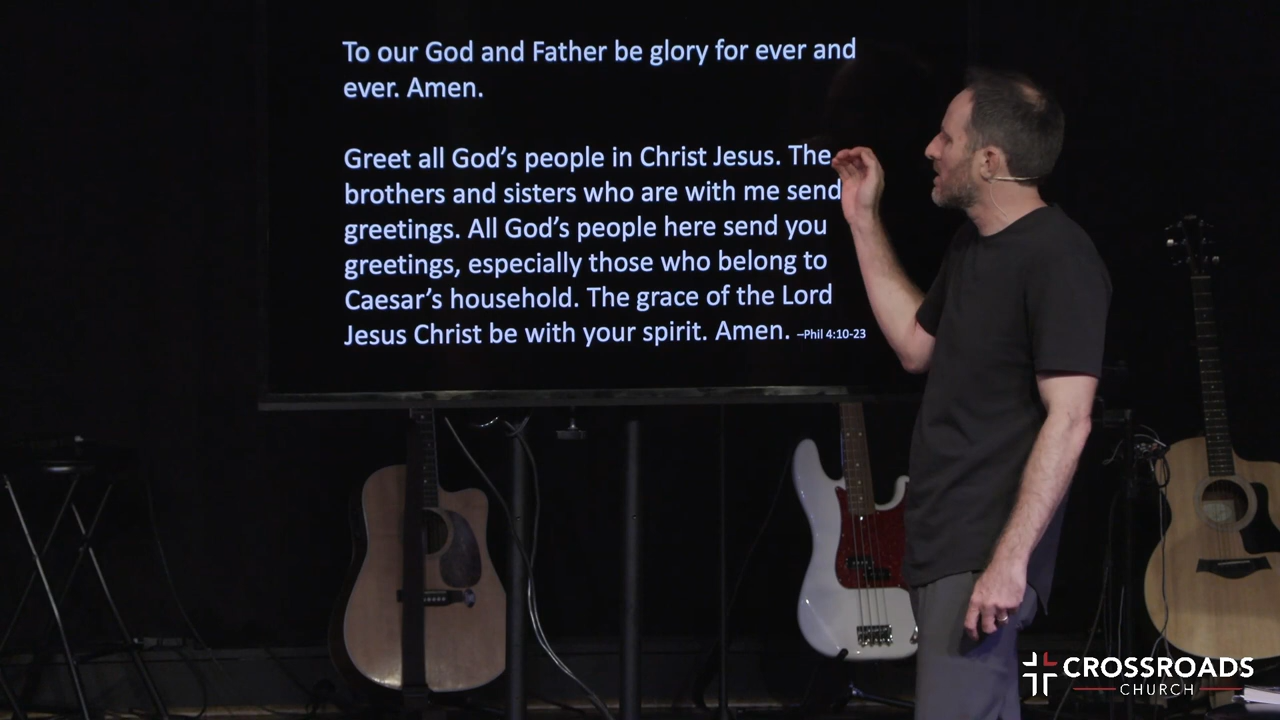 To our God and Father be glory for ever and
ever. Amen.
Greet all God's people in Christ Jesus. The
brothers and sisters who are with me send
greetings. All God's people here send you
greetings, especially those who belong to
Caesar's household. The grace of the Lord
Jesus Christ be with your spirit. Amen. –Phil 4:10-23
CROSSROADS
CHURCH